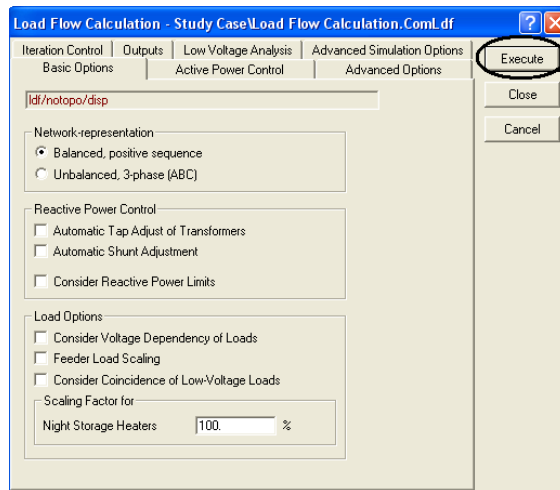 Load Flow Calculation - Study Case\Load Flow Calculation.ComLdf
Iteration Control Outputs Low Voltage Analysis Advanced Simulation Options
Basic Options Active Power Control Advanced Options
Execute
Close
Cancel
ldf/notopo/disp
Network-representation
Balanced, positive sequence
Unbalanced, 3-phase (ABC)
Reactive Power Control
Automatic Tap Adjust of Transformers
Automatic Shunt Adjustment
Consider Reactive Power Limits
Load Options
Consider Voltage Dependency of Loads
Feeder Load Scaling
Consider Coincidence of Low-Voltage Loads
Scaling Factor for
Night Storage Heaters 100. %